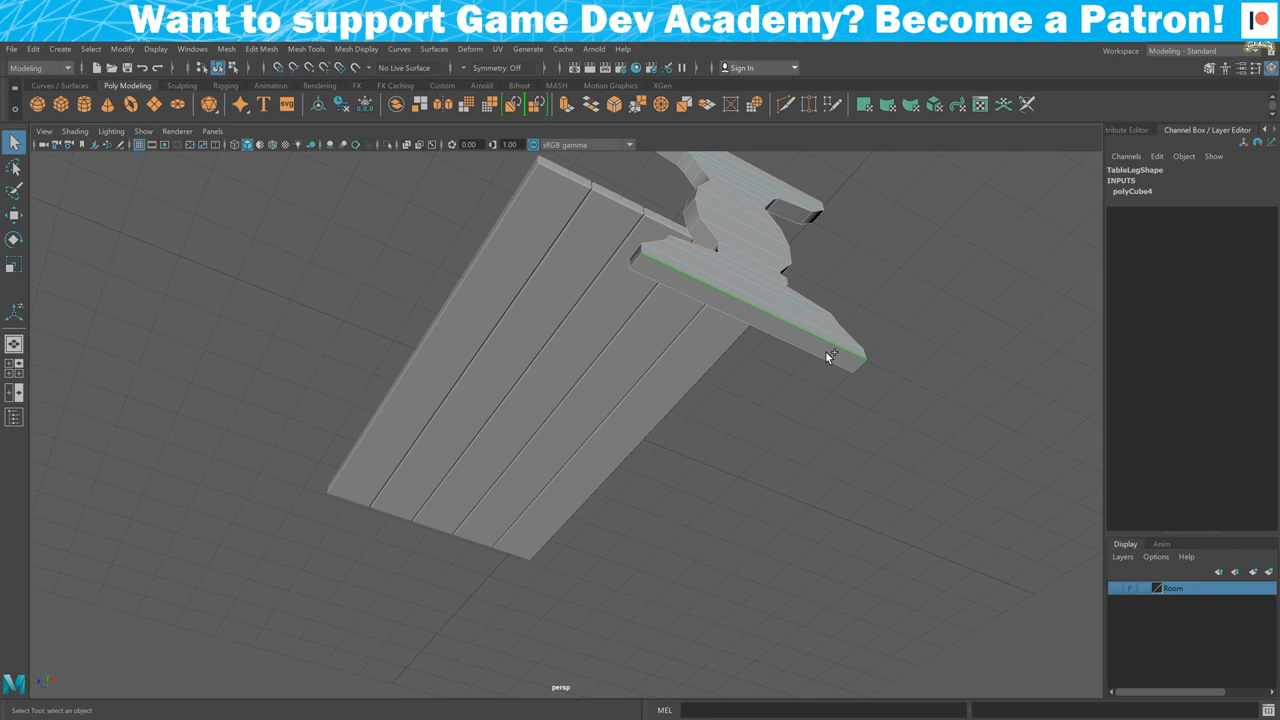 Want to support Game Dev Academy? Become a Patron!
File Edit Create Select Modify Display Windows Mesh Edit Mesh Mesh Tools Mesh Display Curves Surfaces Deform UV Generate Cache Arnold Help
Workspace : Modeling - Standard
Modeling
No Live Surface
Symmetry: Off
Sign In
Curves / Surfaces Poly Modeling Sculpting Rigging Animation Rendering FX FX Caching Custom Arnold Bifrost MASH Motion Graphics XGen
View Shading Lighting Show Renderer Panels
tribute Editor Channel Box / Layer Editor
0.00 1.00 sRGB gamma
Channels Edit Object Show
TableLegShape
INPUTS
polyCube4
Display Anim
Layers Options Help
P Room
persp
Select Tool: select an object
MEL